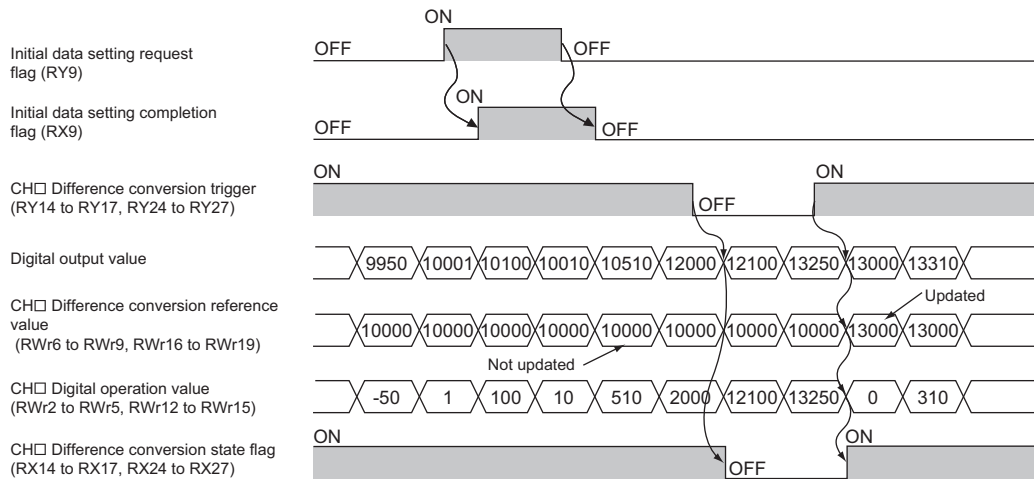 ON
Initial data setting request
flag (RY9)
OFF
OFF
ON
Initial data setting completion
flag (RX9)
OFF
OFF
ON
CH□ Difference conversion trigger
(RY14 to RY17, RY24 to RY27)
OFF
ON
Digital output value
9950 10001 10100 10010 10510 12000 12100 13250 13000 13310
CH□ Difference conversion reference
value
(RWr6 to RWr9, RWr16 to RWr19)
10000 10000 10000 10000 10000 10000 10000 10000 13000 13000
Updated
Not updated
CH□ Digital operation value
(RWr2 to RWr5, RWr12 to RWr15)
-50 1 100 10 510 2000 12100 13250 0 310
ON
CH□ Difference conversion state flag
(RX14 to RX17, RX24 to RX27)
OFF
ON